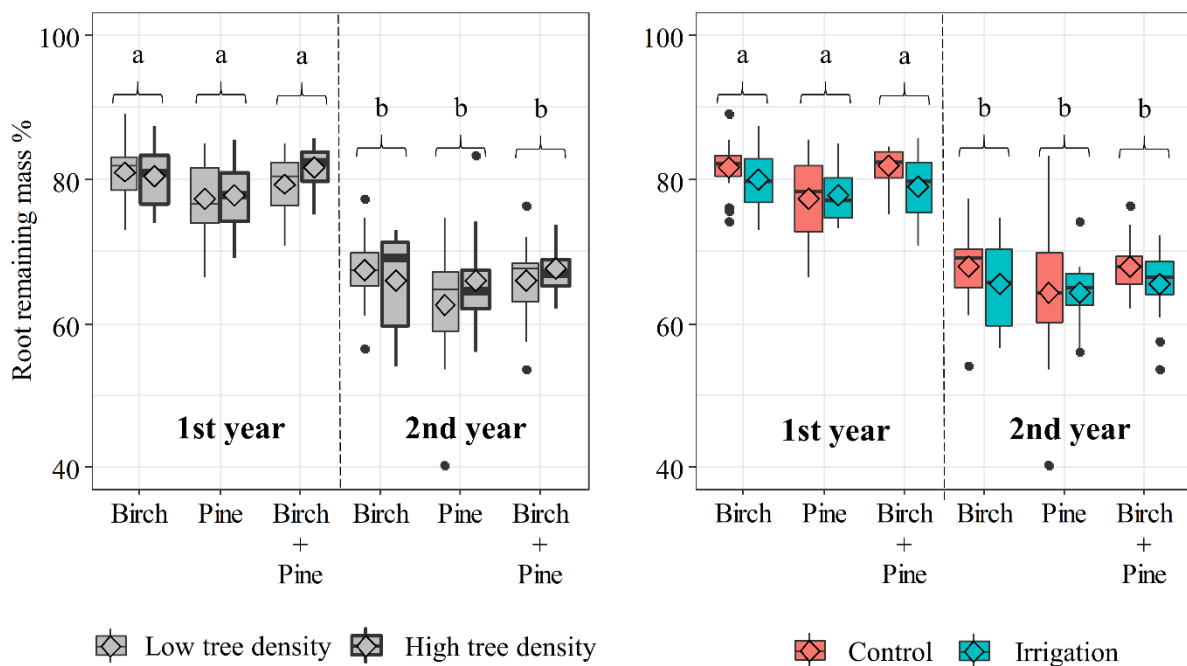 Root remaining mass %
100
80
60
40
a a a
b b b
1st year 2nd year
Birch Pine Birch Birch Pine Birch
+ +
Pine Pine
Low tree density High tree density
100
80
60
40
a a a
b b b
1st year 2nd year
Birch Pine Birch Birch Pine Birch
+ +
Pine Pine
Control Irrigation